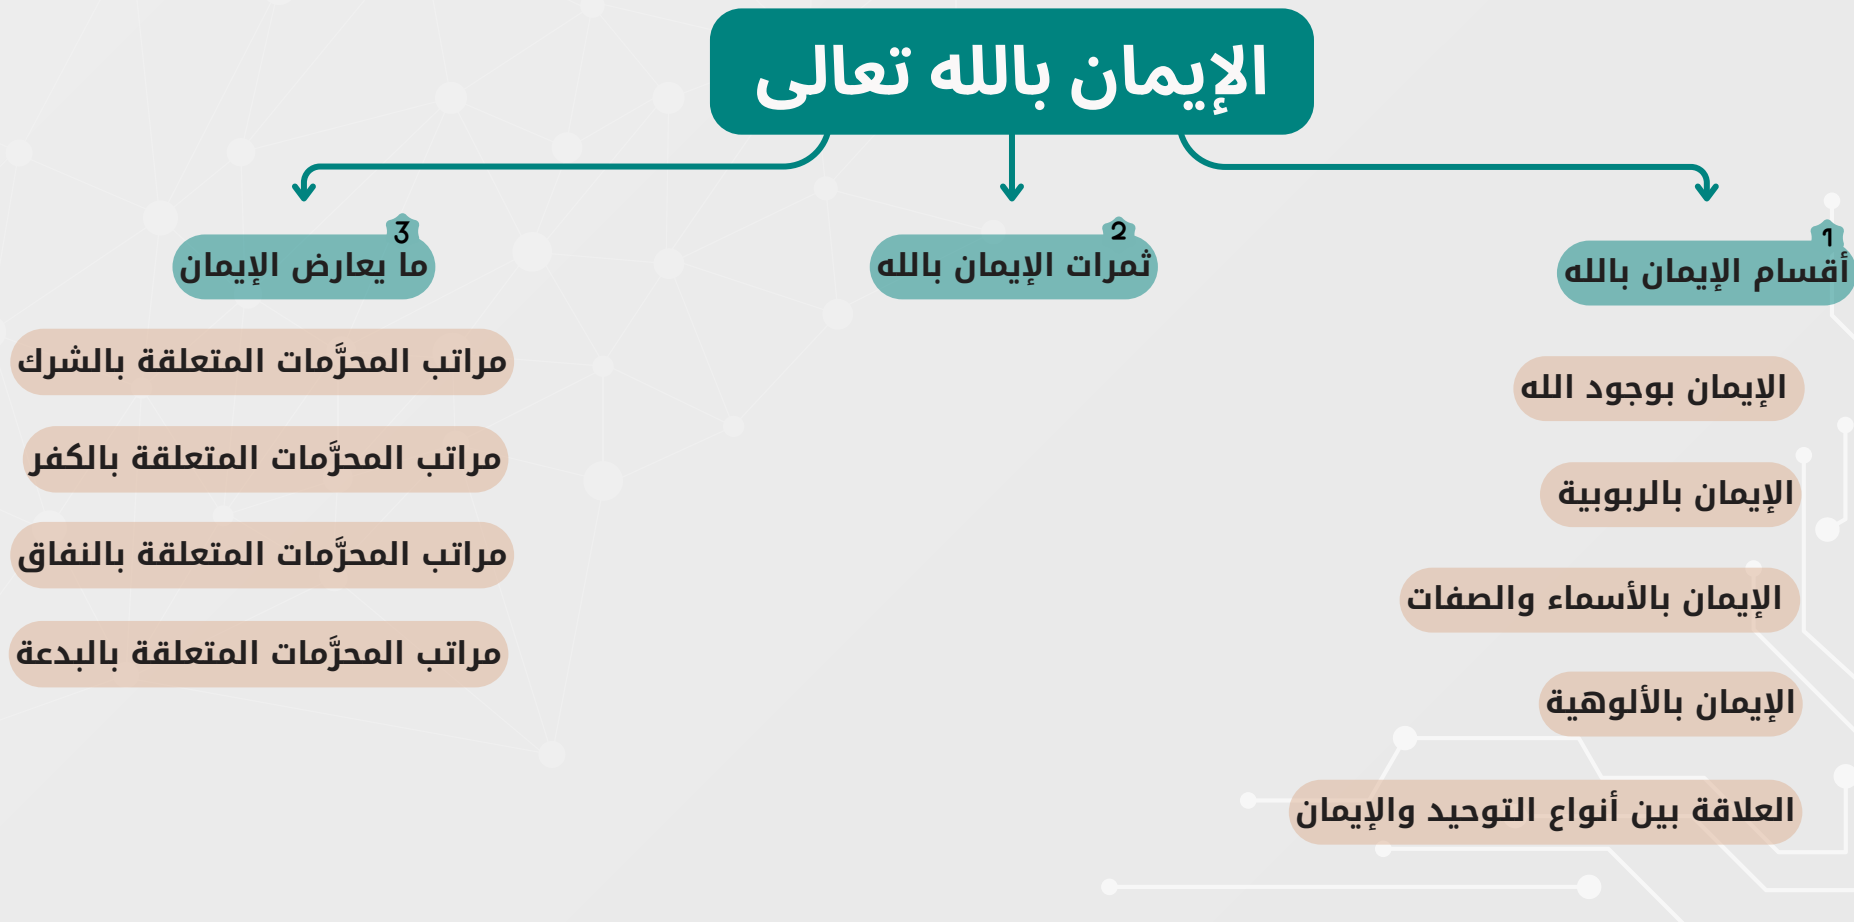 الإيمان بالله تعالى
1
أقسام الإيمان بالله
الإيمان بوجود الله
الإيمان بالربوبية
الإيمان بالأسماء والصفات
الإيمان بالألوهية
العلاقة بين أنواع التوحيد والإيمان
2
ثمرات الإيمان بالله
3
ما يعارض الإيمان
مراتب المحرَّمات المتعلقة بالشرك
مراتب المحرَّمات المتعلقة بالكفر
مراتب المحرَّمات المتعلقة بالنفاق
مراتب المحرَّمات المتعلقة بالبدعة